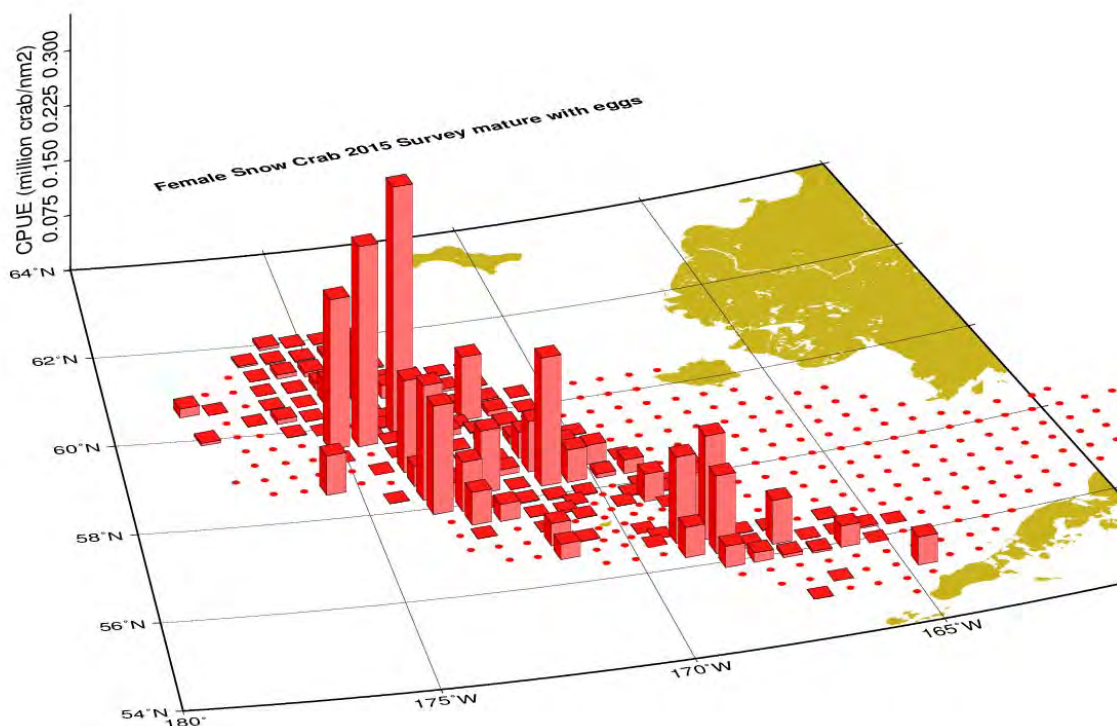 CPUE (million crab/nm2)
0.075 0.150 0.225 0.300
Female Snow Crab 2015 Survey mature with eggs
64°N
62°N
60°N
58°N
56°N
54°N
180°
175°W
170°W
165°W